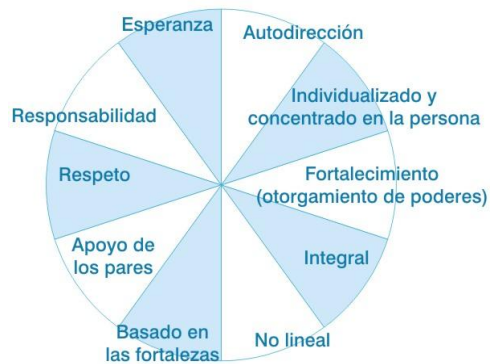 Esperanza
Autodirección
Individualizado y
concentrado en la persona
Fortalecimiento
(otorgamiento de poderes)
Integral
No lineal
Basado en
las fortalezas
Apoyo de
los pares
Respeto
Responsabilidad